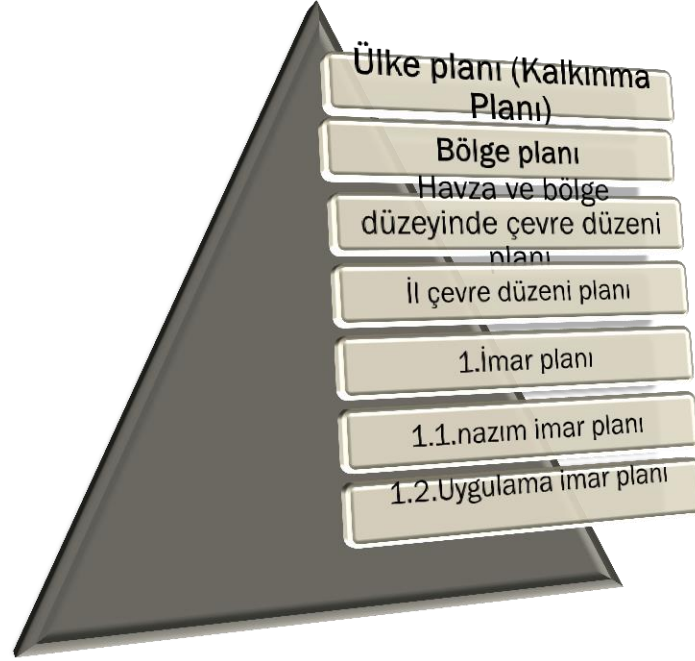 Ülke planı (Kalkınma
Planı)
Bölge planı
Havza ve bölge
düzeyinde çevre düzeni
planı
İl çevre düzeni planı
1.İmar planı
1.1.nazım imar planı
1.2.Uygulama imar planı